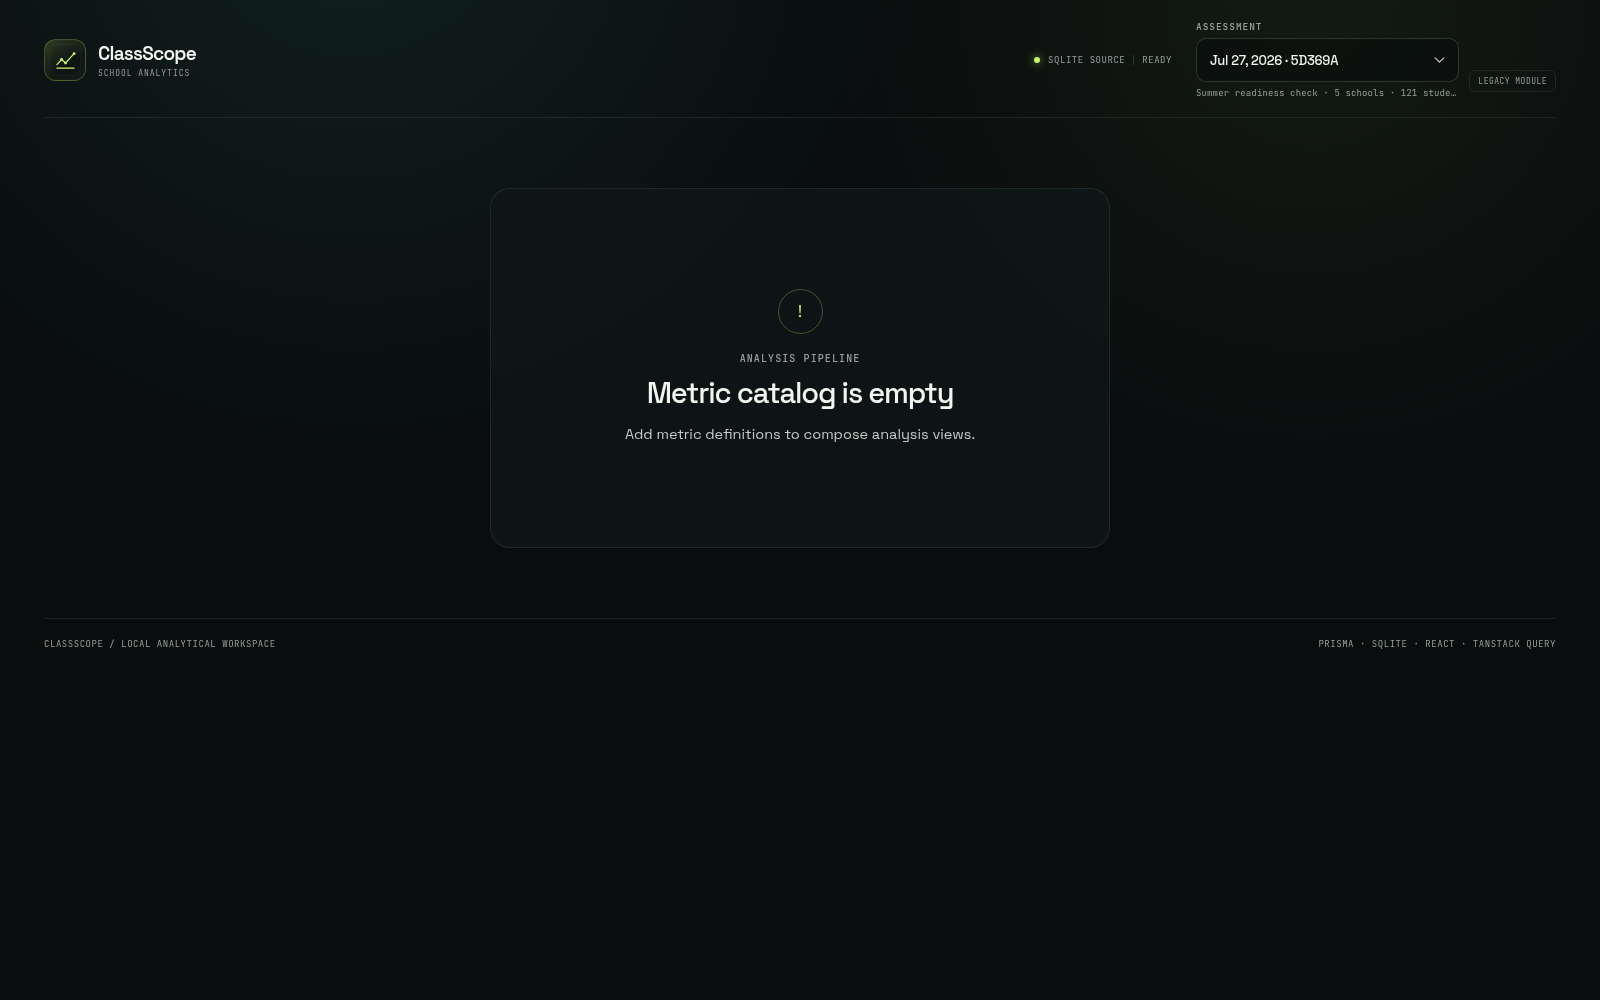 ClassScope
SCHOOL ANALYTICS
SQLITE SOURCE | READY
ASSESSMENT
Jul 27, 2026 · 5D369A
Summer readiness check · 5 schools · 121 stude…
LEGACY MODULE
!
ANALYSIS PIPELINE
Metric catalog is empty
Add metric definitions to compose analysis views.
CLASSSCOPE / LOCAL ANALYTICAL WORKSPACE
PRISMA · SQLITE · REACT · TANSTACK QUERY